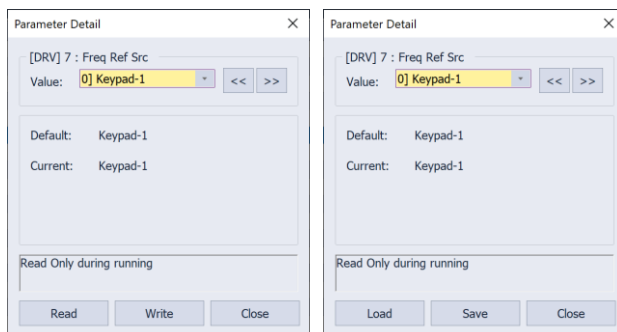 Parameter Detail
[DRV] 7 : Freq Ref Src
Value: 0] Keypad-1 << >>
Default: Keypad-1
Current: Keypad-1
Read Only during running
Read Write Close
Parameter Detail
[DRV] 7 : Freq Ref Src
Value: 0] Keypad-1 << >>
Default: Keypad-1
Current: Keypad-1
Read Only during running
Load Save Close